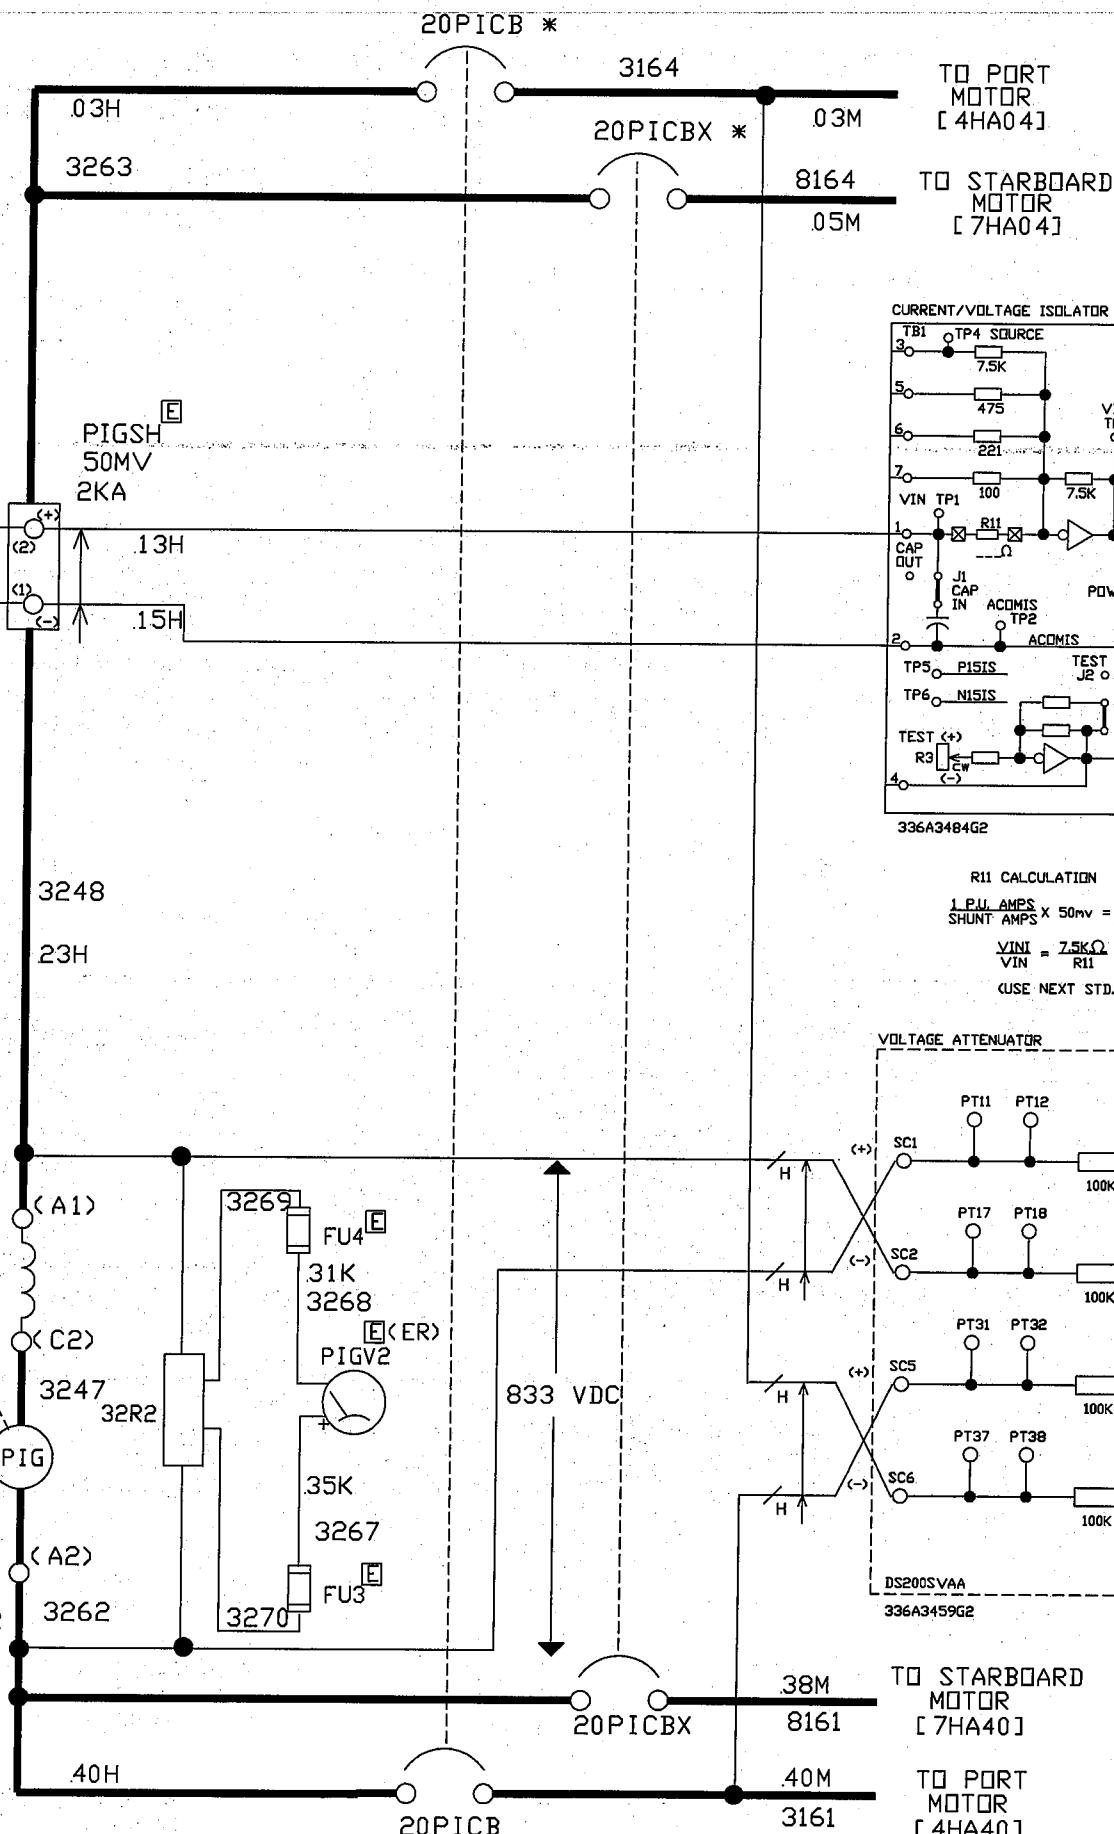 20PICB *
3164
TO PORT
MOTOR
[4HA04]
.03H
.03M
20PICBX *
3263
8164
TO STARBOARD
MOTOR
[7HA04]
.05M
CURRENT/VOLTAGE ISOLATOR
TB1
TP4 SOURCE
3
7.5K
5
475
6
221
7
100
7.5K
VIN TP1
1
R11
___Ω
CAP
OUT
J1
CAP
IN
ACOMIS
TP2
2
ACOMIS
TP5
P15IS
TEST
J2
TP6
N15IS
TEST (+)
R3
CW
(-)
4
336A3484G2
E
PIGSH
50MV
2KA
(+)
(2)
.13H
(1)
(-)
.15H
3248
.23H
R11 CALCULATION
1 P.U. AMPS
SHUNT AMPS
X 50mv =
VINI
VIN
=
7.5KΩ
R11
(USE NEXT STD.
VOLTAGE ATTENUATOR
PT11 PT12
(+)
SC1
H
100K
PT17 PT18
(-)
SC2
H
100K
PT31 PT32
(+)
SC5
H
100K
PT37 PT38
(-)
SC6
H
100K
DS200SVAA
336A3459G2
(A1)
3269
FU4
E
.31K
3268
(C2)
E (ER)
PIGV2
3247
32R2
+
833 VDC
PIG
.35K
3267
(A2)
E
FU3
3262
3270
.38M
TO STARBOARD
MOTOR
[7HA40]
20PICBX
8161
.40H
.40M
TO PORT
MOTOR
[4HA40]
20PICB
3161